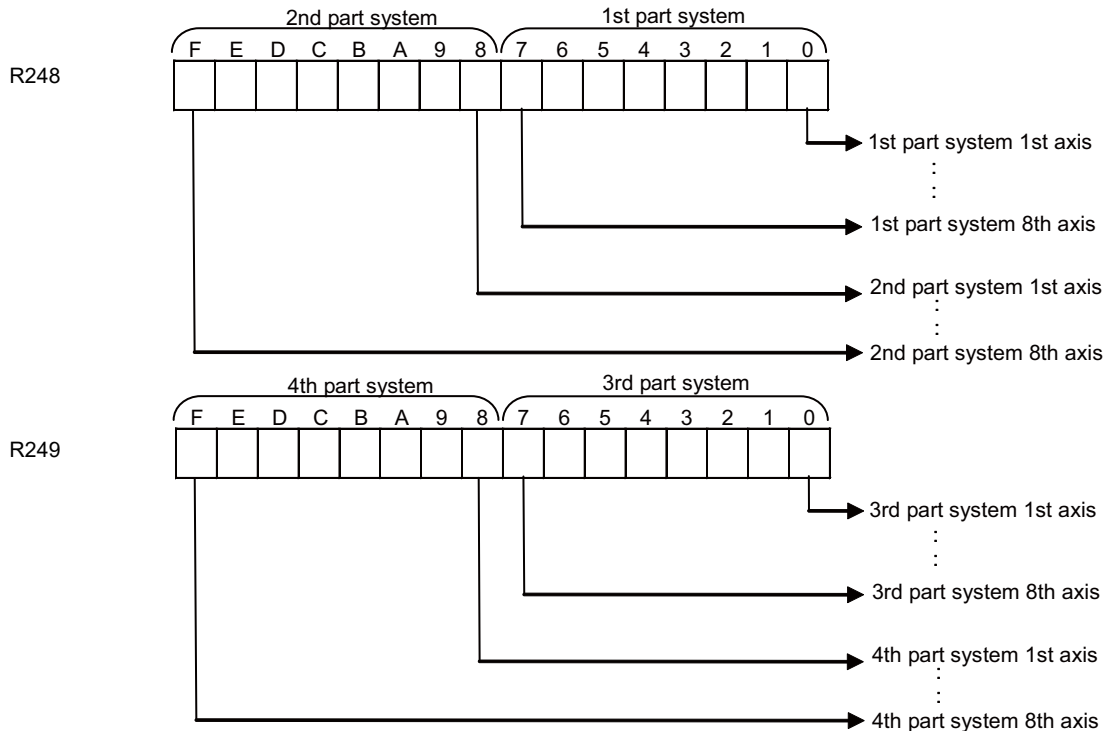 2nd part system 1st part system
F E D C B A 9 8 7 6 5 4 3 2 1 0
R248
1st part system 1st axis
1st part system 8th axis
2nd part system 1st axis
2nd part system 8th axis
4th part system 3rd part system
F E D C B A 9 8 7 6 5 4 3 2 1 0
R249
3rd part system 1st axis
3rd part system 8th axis
4th part system 1st axis
4th part system 8th axis